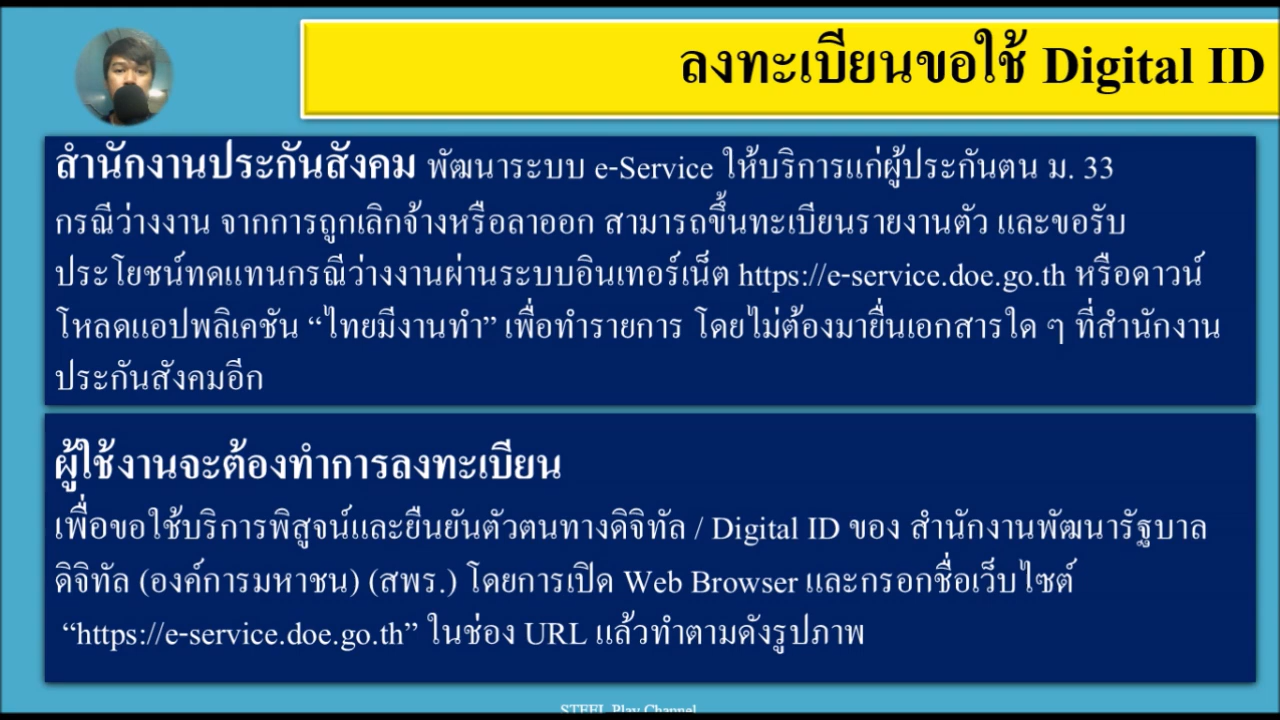 ลงทะเบียนขอใช้ Digital ID
สำนักงานประกันสังคม พัฒนาระบบ e-Service ให้บริการแก่ผู้ประกันตน ม. 33
กรณีว่างงาน จากการถูกเลิกจ้างหรือลาออก สามารถขึ้นทะเบียนรายงานตัว และขอรับ
ประโยชน์ทดแทนกรณีว่างงานผ่านระบบอินเทอร์เน็ต https://e-service.doe.go.th หรือดาวน์
โหลดแอปพลิเคชัน “ไทยมีงานทำ” เพื่อทำรายการ โดยไม่ต้องมายื่นเอกสารใด ๆ ที่สำนักงาน
ประกันสังคมอีก
ผู้ใช้งานจะต้องทำการลงทะเบียน
เพื่อขอใช้บริการพิสูจน์และยืนยันตัวตนทางดิจิทัล / Digital ID ของ สำนักงานพัฒนารัฐบาล
ดิจิทัล (องค์การมหาชน) (สพร.) โดยการเปิด Web Browser และกรอกชื่อเว็บไซต์
“https://e-service.doe.go.th” ในช่อง URL แล้วทำตามดังรูปภาพ
STEEL Play Channel